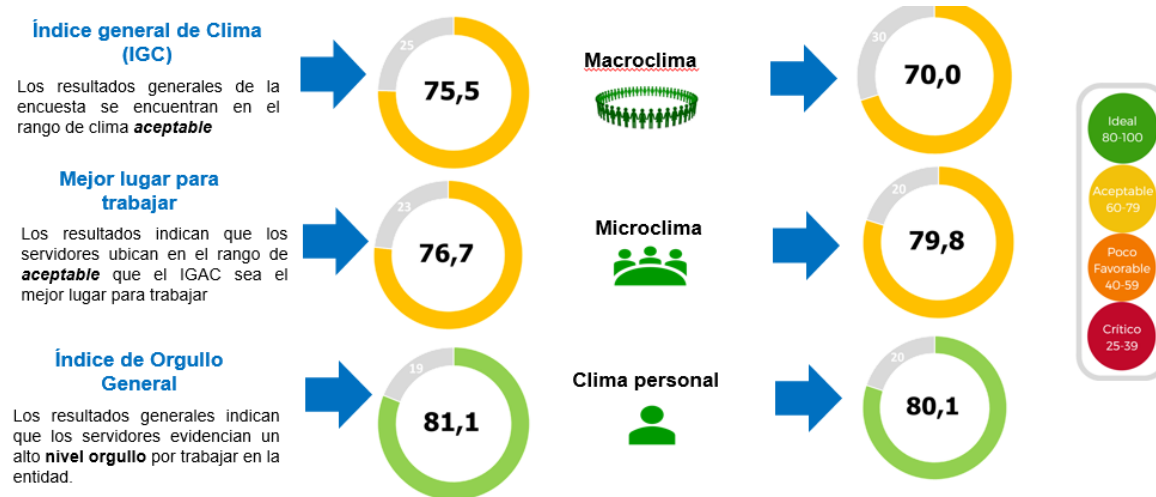 Índice general de Clima
(IGC)
Los resultados generales de la
encuesta se encuentran en el
rango de clima aceptable
25
75,5
Macroclima
30
70,0
Mejor lugar para
trabajar
Los resultados indican que los
servidores ubican en el rango de
aceptable que el IGAC sea el
mejor lugar para trabajar
23
76,7
Microclima
20
79,8
Índice de Orgullo
General
Los resultados generales indican
que los servidores evidencian un
alto nivel orgullo por trabajar en la
entidad.
19
81,1
Clima personal
20
80,1
Ideal
80-100
Aceptable
60-79
Poco
Favorable
40-59
Crítico
25-39